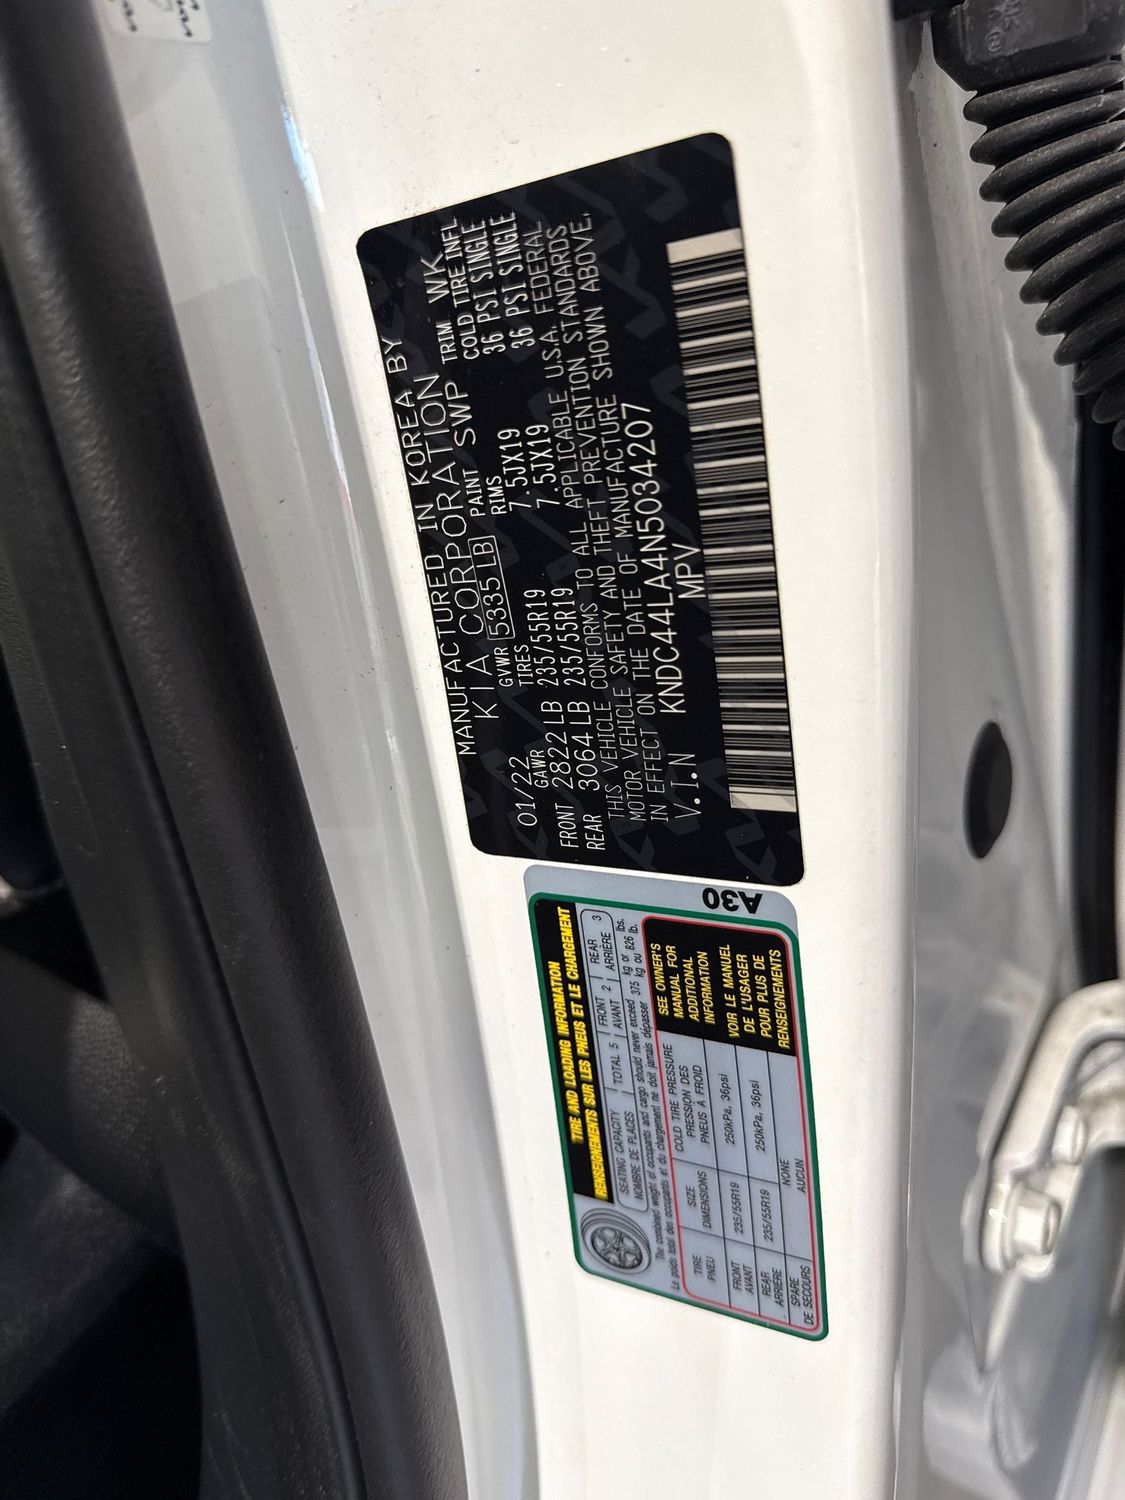 MANUFACTURED IN KOREA BY
KIA CORPORATION
01/22 GVWR 5335 LB PAINT SWP TRIM WK
GAWR TIRES RIMS COLD TIRE INFL
FRONT 2822 LB 235/55R19 7.5JX19 36 PSI SINGLE
REAR 3064 LB 235/55R19 7.5JX19 36 PSI SINGLE
THIS VEHICLE CONFORMS TO ALL APPLICABLE U.S.A. FEDERAL
MOTOR VEHICLE SAFETY AND THEFT PREVENTION STANDARDS
IN EFFECT ON THE DATE OF MANUFACTURE SHOWN ABOVE.
V.I.N KNDC44LA4N5034207
MPV
TIRE AND LOADING INFORMATION
RENSEIGNEMENTS SUR LES PNEUS ET LE CHARGEMENT
SEATING CAPACITY TOTAL 5 FRONT 2 REAR 3
NOMBRE DE PLACES AVANT ARRIÈRE
The combined weight of occupants and cargo should never exceed 375 kg or 826 lbs.
Le poids total des occupants et du chargement ne doit jamais dépasser 375 kg ou 826 lb.
TIRE SIZE COLD TIRE PRESSURE
PNEU DIMENSIONS PRESSION DES
PNEUS À FROID
FRONT
AVANT 235/55R19 250kPa, 36psi
REAR
ARRIÈRE 235/55R19 250kPa, 36psi
SPARE NONE
DE SECOURS AUCUN
SEE OWNER'S
MANUAL FOR
ADDITIONAL
INFORMATION
VOIR LE MANUEL
DE L'USAGER
POUR PLUS DE
RENSEIGNEMENTS
A30